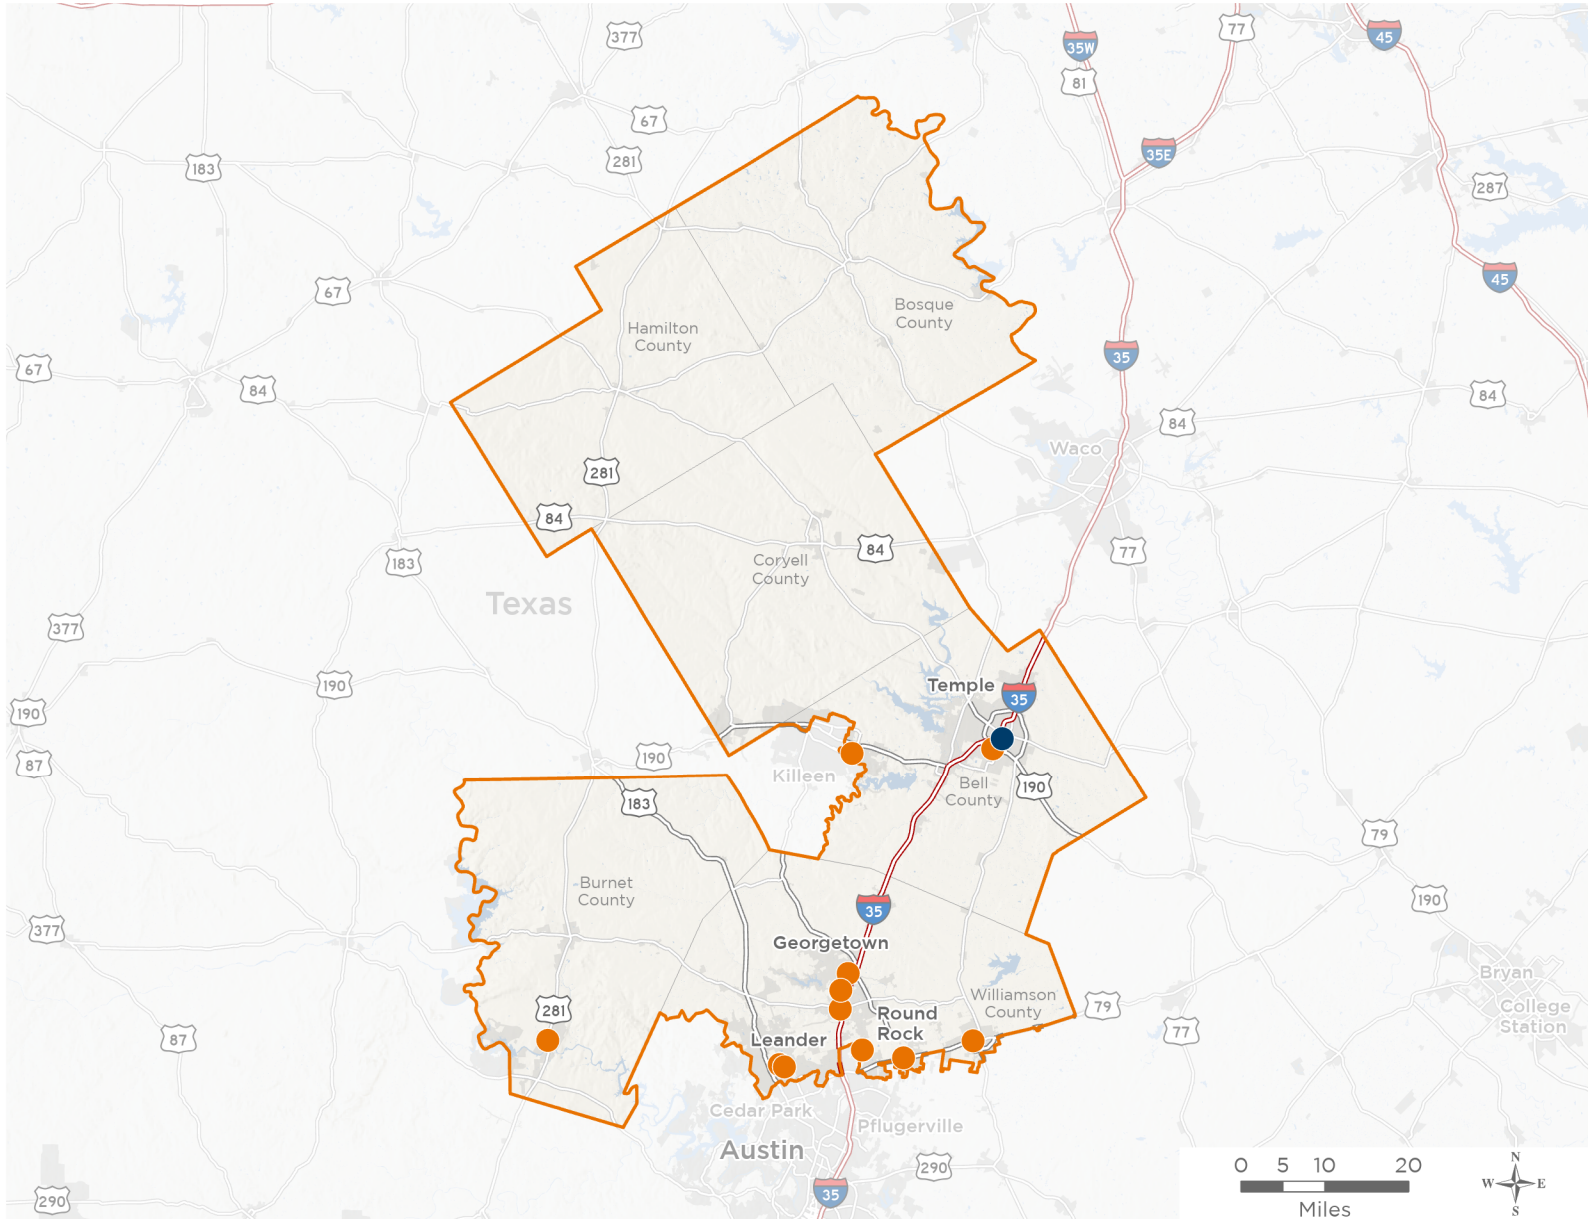 377
35W
77
45
81
67
35E
183
281
287
67
45
Bosque
County
Hamilton
County
35
67
84
84
84
Waco
281
84
84
77
183
Coryell
County
Texas
377
190
Temple
35
190
87
190
Killeen
Bell
County
190
183
79
Burnet
County
190
35
377
Georgetown
Bryan
Williamson
County
79
College
Station
281
Round
Rock
77
87
Leander
Cedar Park
Pflugerville
Austin
290
290
35
0 5 10 20
Miles
N
W E
S